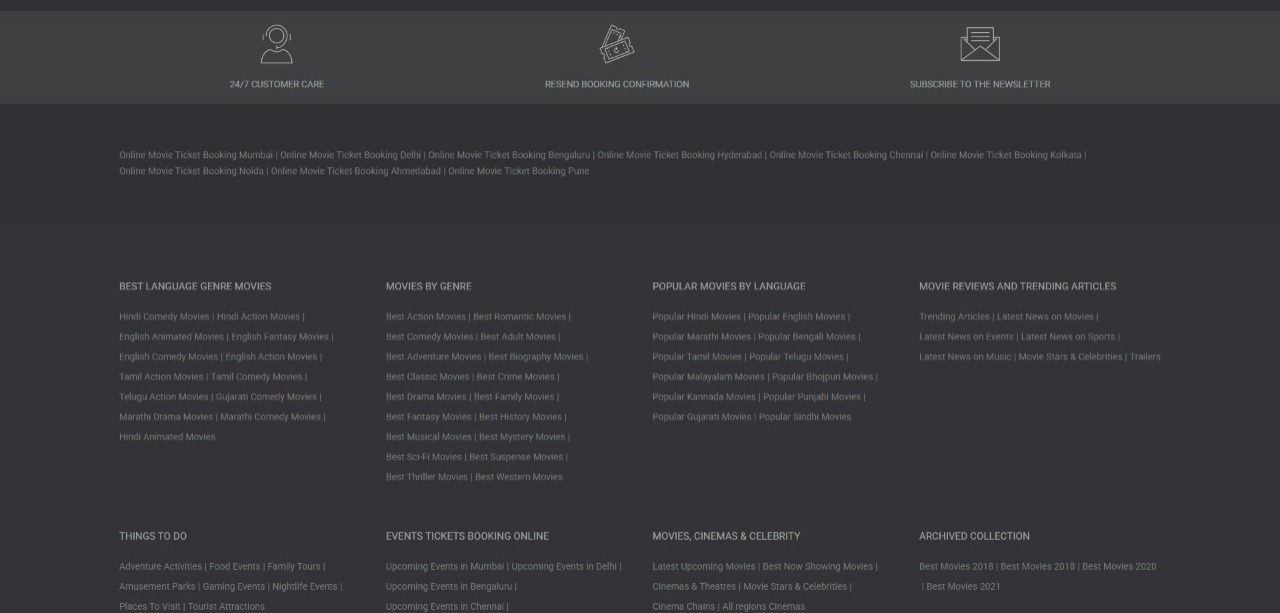 24/7 CUSTOMER CARE
RESEND BOOKING CONFIRMATION
SUBSCRIBE TO THE NEWSLETTER
Online Movie Ticket Booking Mumbai | Online Movie Ticket Booking Delhi | Online Movie Ticket Booking Bengaluru | Online Movie Ticket Booking Hyderabad | Online Movie Ticket Booking Chennai | Online Movie Ticket Booking Kolkata |
Online Movie Ticket Booking Noida | Online Movie Ticket Booking Ahmedabad | Online Movie Ticket Booking Pune
BEST LANGUAGE GENRE MOVIES
Hindi Comedy Movies | Hindi Action Movies |
English Animated Movies | English Fantasy Movies |
English Comedy Movies | English Action Movies |
Tamil Action Movies | Tamil Comedy Movies |
Telugu Action Movies | Gujarati Comedy Movies |
Marathi Drama Movies | Marathi Comedy Movies |
Hindi Animated Movies
MOVIES BY GENRE
Best Action Movies | Best Romantic Movies |
Best Comedy Movies | Best Adult Movies |
Best Adventure Movies | Best Biography Movies |
Best Classic Movies | Best Crime Movies |
Best Drama Movies | Best Family Movies |
Best Fantasy Movies | Best History Movies |
Best Musical Movies | Best Mystery Movies |
Best Sci-Fi Movies | Best Suspense Movies |
Best Thriller Movies | Best Western Movies
POPULAR MOVIES BY LANGUAGE
Popular Hindi Movies | Popular English Movies |
Popular Marathi Movies | Popular Bengali Movies |
Popular Tamil Movies | Popular Telugu Movies |
Popular Malayalam Movies | Popular Bhojpuri Movies |
Popular Kannada Movies | Popular Punjabi Movies |
Popular Gujarati Movies | Popular Sindhi Movies
MOVIE REVIEWS AND TRENDING ARTICLES
Trending Articles | Latest News on Movies |
Latest News on Events | Latest News on Sports |
Latest News on Music | Movie Stars & Celebrities | Trailers
THINGS TO DO
Adventure Activities | Food Events | Family Tours |
Amusement Parks | Gaming Events | Nightlife Events |
Places To Visit | Tourist Attractions
EVENTS TICKETS BOOKING ONLINE
Upcoming Events in Mumbai | Upcoming Events in Delhi |
Upcoming Events in Bengaluru |
Upcoming Events in Chennai |
MOVIES, CINEMAS & CELEBRITY
Latest Upcoming Movies | Best Now Showing Movies |
Cinemas & Theatres | Movie Stars & Celebrities |
Cinema Chains | All regions Cinemas
ARCHIVED COLLECTION
Best Movies 2018 | Best Movies 2018 | Best Movies 2020
| Best Movies 2021